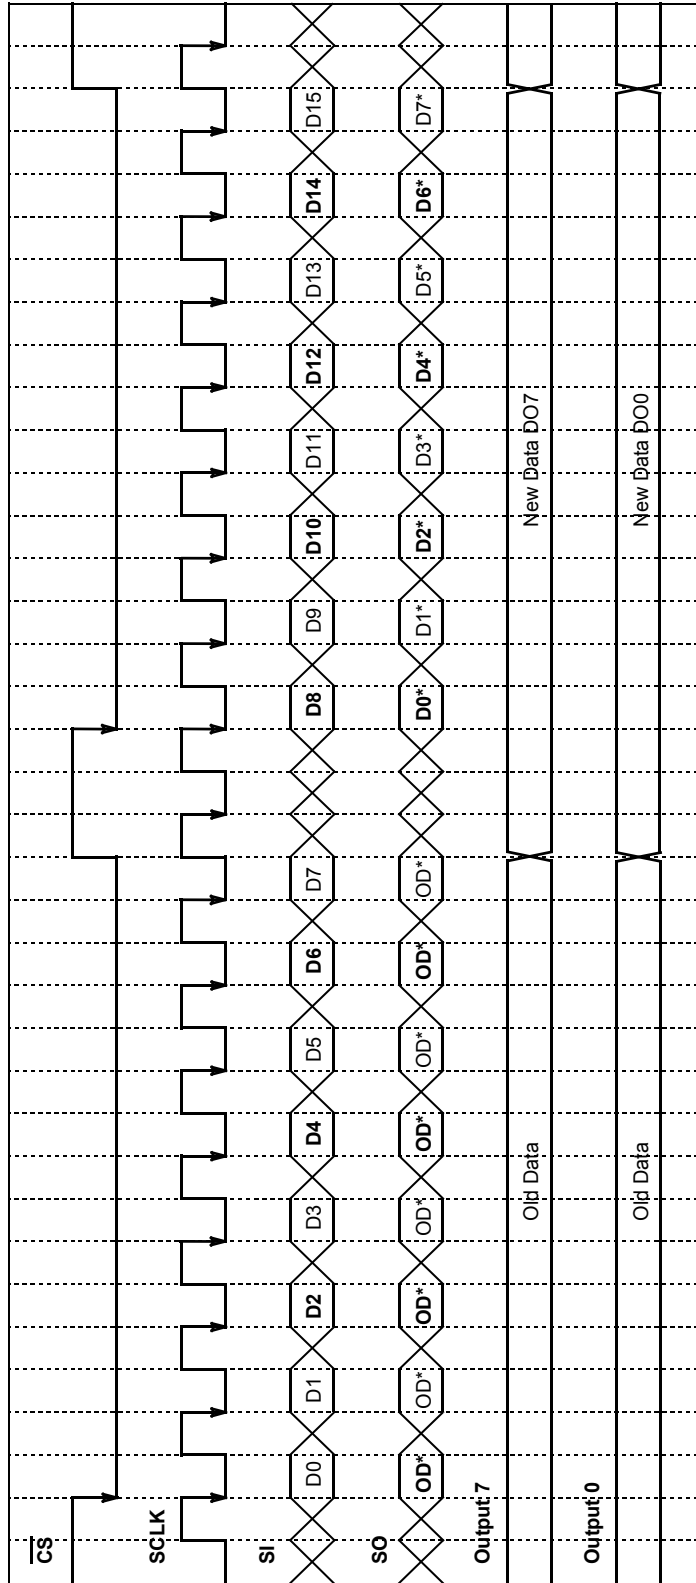 CS
SCLK
SI D0 D1 D2 D3 D4 D5 D6 D7 D8 D9 D10 D11 D12 D13 D14 D15
SO OD* OD* OD* OD* OD* OD* OD* OD* D0* D1* D2* D3* D4* D5* D6* D7*
Output 7 Old Data New Data DO7
Output 0 Old Data New Data DO0